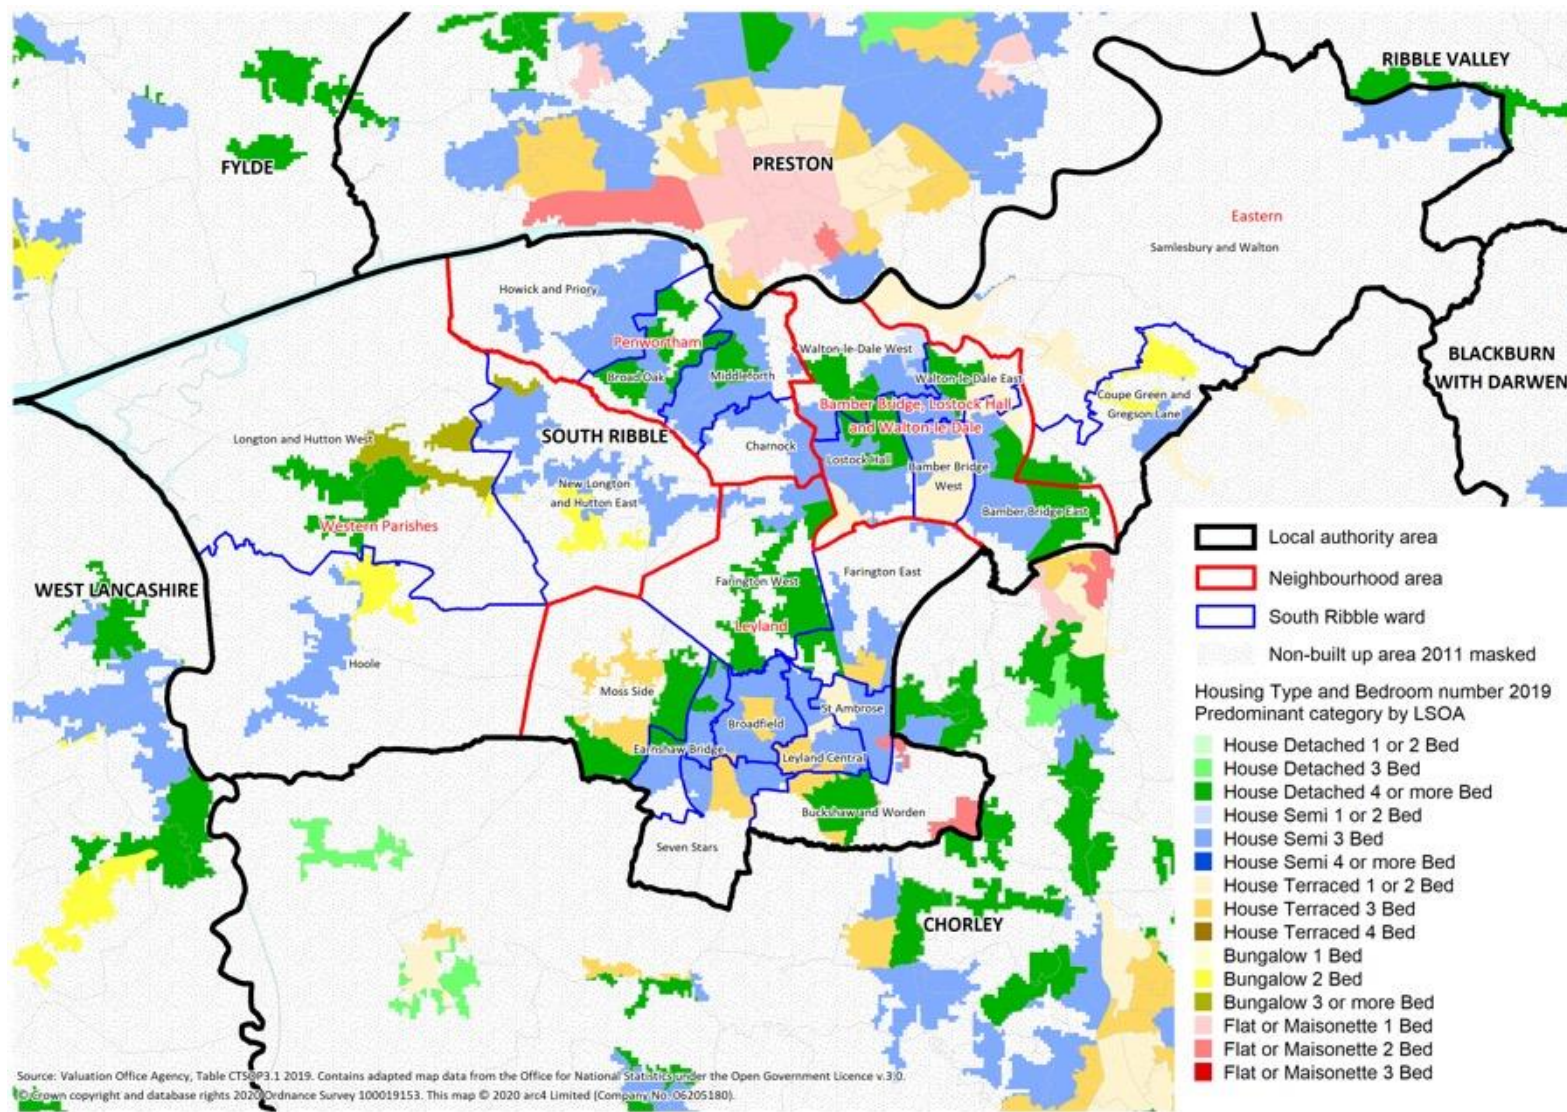 RIBBLE VALLEY
FYLDE
PRESTON
Eastern
Samlesbury and Walton
Howick and Priory
Penwortham
Walton-le-Dale West
BLACKBURN
WITH DARWEN
Broad Oak
Middleforth
Walton-le-Dale East
Coupe Green and
Gregson Lane
Bamber Bridge, Lostock Hall
and Walton-le-Dale
Longton and Hutton West
SOUTH RIBBLE
Charnock
Lostock Hall
Bamber Bridge
West
New Longton
and Hutton East
Bamber Bridge East
Western Parishes
WEST LANCASHIRE
Farington West
Farington East
Leyland
Hoole
Moss Side
St Ambrose
Broadfield
Earnshaw Bridge
Leyland Central
Buckshaw and Worden
Seven Stars
CHORLEY
Local authority area
Neighbourhood area
South Ribble ward
Non-built up area 2011 masked
Housing Type and Bedroom number 2019
Predominant category by LSOA
House Detached 1 or 2 Bed
House Detached 3 Bed
House Detached 4 or more Bed
House Semi 1 or 2 Bed
House Semi 3 Bed
House Semi 4 or more Bed
House Terraced 1 or 2 Bed
House Terraced 3 Bed
House Terraced 4 Bed
Bungalow 1 Bed
Bungalow 2 Bed
Bungalow 3 or more Bed
Flat or Maisonette 1 Bed
Flat or Maisonette 2 Bed
Flat or Maisonette 3 Bed
Source: Valuation Office Agency, Table CTSOP3.1 2019. Contains adapted map data from the Office for National Statistics under the Open Government Licence v.3.0.
© Crown copyright and database rights 2020 Ordnance Survey 100019153. This map © 2020 arc4 Limited (Company No. 06205180).